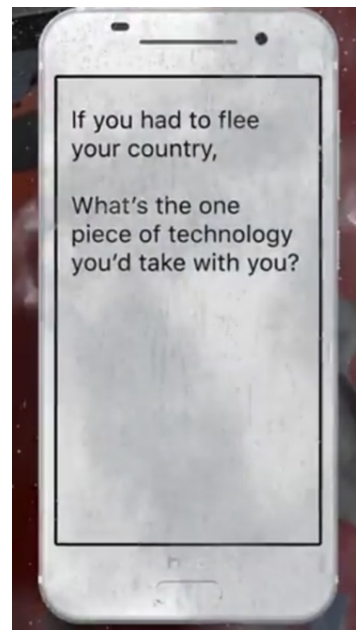 If you had to flee
your country,
What's the one
piece of technology
you'd take with you?